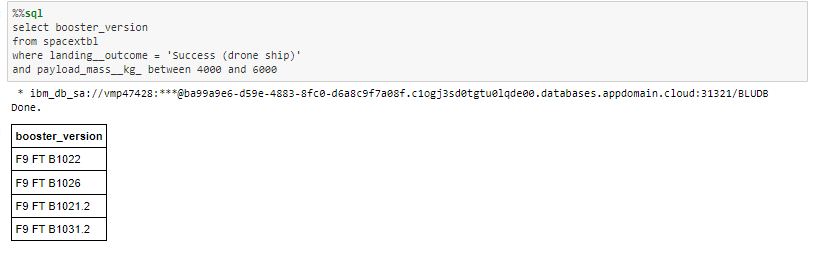 %%sql
select booster_version
from spacextbl
where landing__outcome = 'Success (drone ship)'
and payload_mass__kg_ between 4000 and 6000
* ibm_db_sa://vmp47428:***@ba99a9e6-d59e-4883-8fc0-d6a8c9f7a08f.c1ogj3sd0tgtu0lqde00.databases.appdomain.cloud:31321/BLUDB
Done.
booster_version
F9 FT B1022
F9 FT B1026
F9 FT B1021.2
F9 FT B1031.2